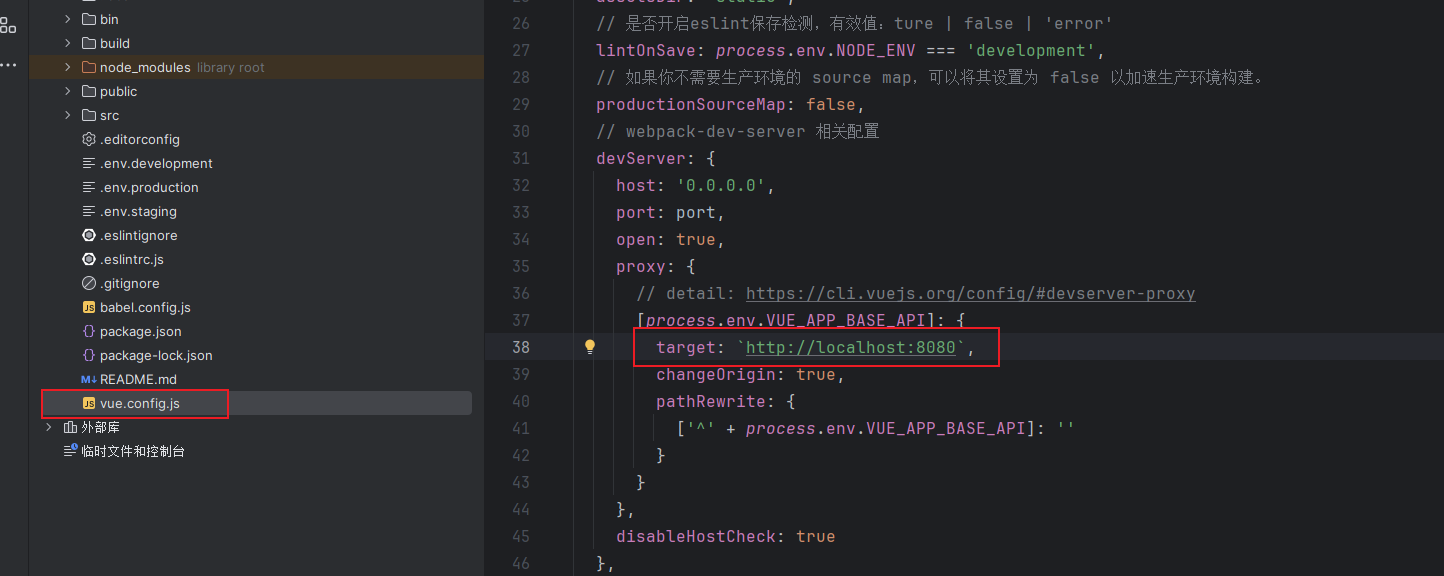 bin
build
node_modules library root
public
src
.editorconfig
.env.development
.env.production
.env.staging
.eslintignore
.eslintrc.js
.gitignore
JS babel.config.js
{} package.json
{} package-lock.json
M↓ README.md
JS vue.config.js
外部库
临时文件和控制台
26 // 是否开启eslint保存检测，有效值：ture | false | 'error'
27 lintOnSave: process.env.NODE_ENV === 'development',
28 // 如果你不需要生产环境的 source map，可以将其设置为 false 以加速生产环境构建。
29 productionSourceMap: false,
30 // webpack-dev-server 相关配置
31 devServer: {
32 host: '0.0.0.0',
33 port: port,
34 open: true,
35 proxy: {
36 // detail: https://cli.vuejs.org/config/#devserver-proxy
37 [process.env.VUE_APP_BASE_API]: {
38 target: `http://localhost:8080`,
39 changeOrigin: true,
40 pathRewrite: {
41 ['^' + process.env.VUE_APP_BASE_API]: ''
42 }
43 }
44 },
45 disableHostCheck: true
46 },